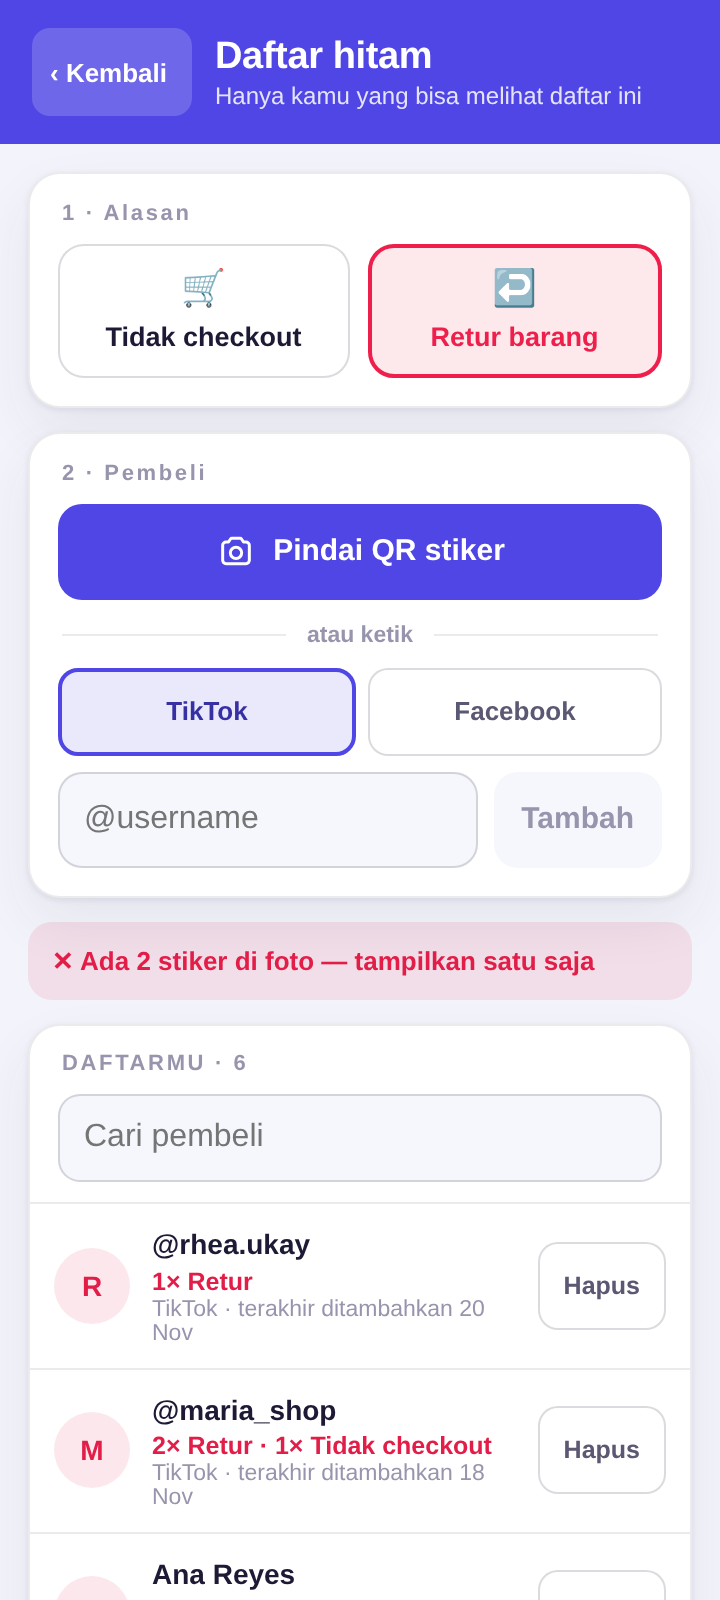 ‹ Kembali
Daftar hitam
Hanya kamu yang bisa melihat daftar ini
1 · Alasan
Tidak checkout
Retur barang
2 · Pembeli
Pindai QR stiker
atau ketik
TikTok
Facebook
@username
Tambah
✕ Ada 2 stiker di foto — tampilkan satu saja
DAFTARMU · 6
Cari pembeli
R
@rhea.ukay
1× Retur
TikTok · terakhir ditambahkan 20
Nov
Hapus
M
@maria_shop
2× Retur · 1× Tidak checkout
TikTok · terakhir ditambahkan 18
Nov
Hapus
Ana Reyes